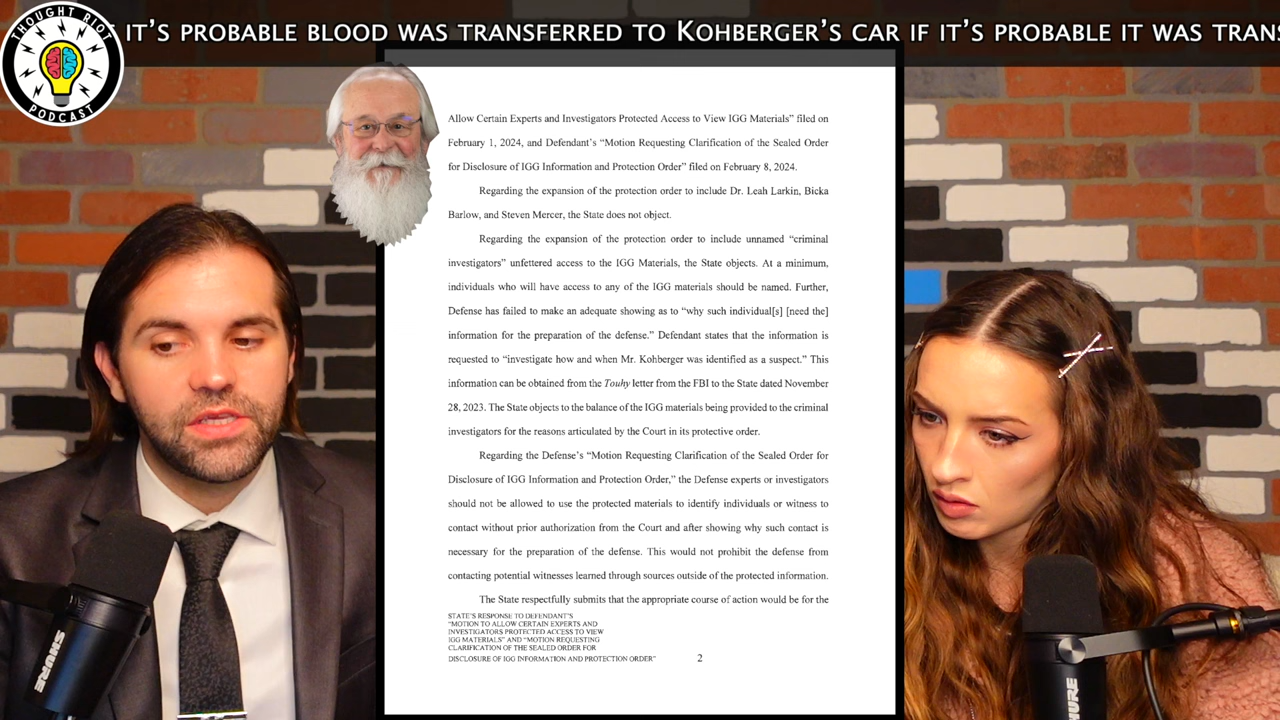 THOUGHT RIOT
PODCAST
IT'S PROBABLE BLOOD WAS TRANSFERRED TO KOHBERGER'S CAR IF IT'S PROBABLE IT WAS TRANS
Allow Certain Experts and Investigators Protected Access to View IGG Materials” filed on
February 1, 2024, and Defendant's “Motion Requesting Clarification of the Sealed Order
for Disclosure of IGG Information and Protection Order” filed on February 8, 2024.
Regarding the expansion of the protection order to include Dr. Leah Larkin, Bicka
Barlow, and Steven Mercer, the State does not object.
Regarding the expansion of the protection order to include unnamed “criminal
investigators” unfettered access to the IGG Materials, the State objects. At a minimum,
individuals who will have access to any of the IGG materials should be named. Further,
Defense has failed to make an adequate showing as to “why such individual[s] [need the]
information for the preparation of the defense.” Defendant states that the information is
requested to “investigate how and when Mr. Kohberger was identified as a suspect.” This
information can be obtained from the Touhy letter from the FBI to the State dated November
28, 2023. The State objects to the balance of the IGG materials being provided to the criminal
investigators for the reasons articulated by the Court in its protective order.
Regarding the Defense's “Motion Requesting Clarification of the Sealed Order for
Disclosure of IGG Information and Protection Order,” the Defense experts or investigators
should not be allowed to use the protected materials to identify individuals or witness to
contact without prior authorization from the Court and after showing why such contact is
necessary for the preparation of the defense. This would not prohibit the defense from
contacting potential witnesses learned through sources outside of the protected information.
The State respectfully submits that the appropriate course of action would be for the
STATE'S RESPONSE TO DEFENDANT'S
“MOTION TO ALLOW CERTAIN EXPERTS AND
INVESTIGATORS PROTECTED ACCESS TO VIEW
IGG MATERIALS” AND “MOTION REQUESTING
CLARIFICATION OF THE SEALED ORDER FOR
DISCLOSURE OF IGG INFORMATION AND PROTECTION ORDER” 2
SHURE
SHURE